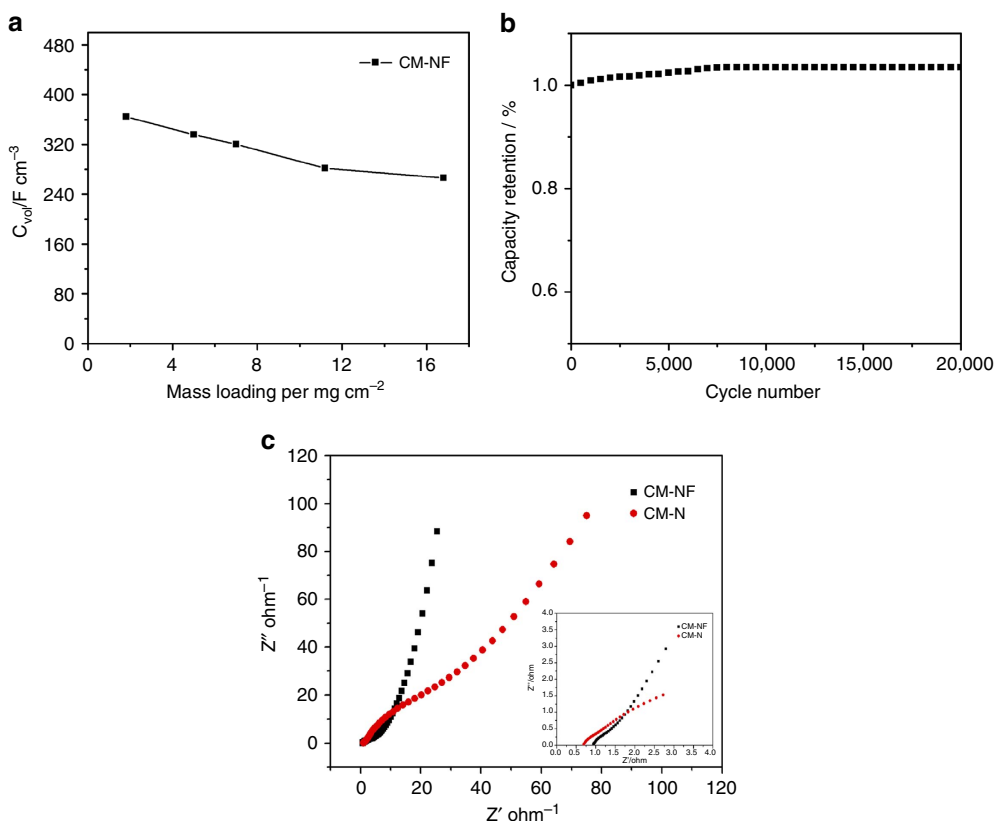 a
480
400
320
240
160
80
0
C_vol/F cm⁻³
CM-NF
0 4 8 12 16
Mass loading per mg cm⁻²
b
1.0
0.8
0.6
Capacity retention / %
0 5,000 10,000 15,000 20,000
Cycle number
c
120
100
80
60
40
20
0
Z″ ohm⁻¹
CM-NF
CM-N
0 20 40 60 80 100 120
Z′ ohm⁻¹
4.0
3.5
3.0
2.5
2.0
1.5
1.0
0.5
0.0
Z″/ohm
CM-NF
CM-N
0.0 0.5 1.0 1.5 2.0 2.5 3.0 3.5 4.0
Z′/ohm